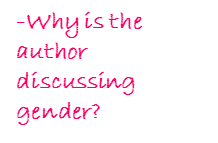 -Why is the
author
discussing
gender?